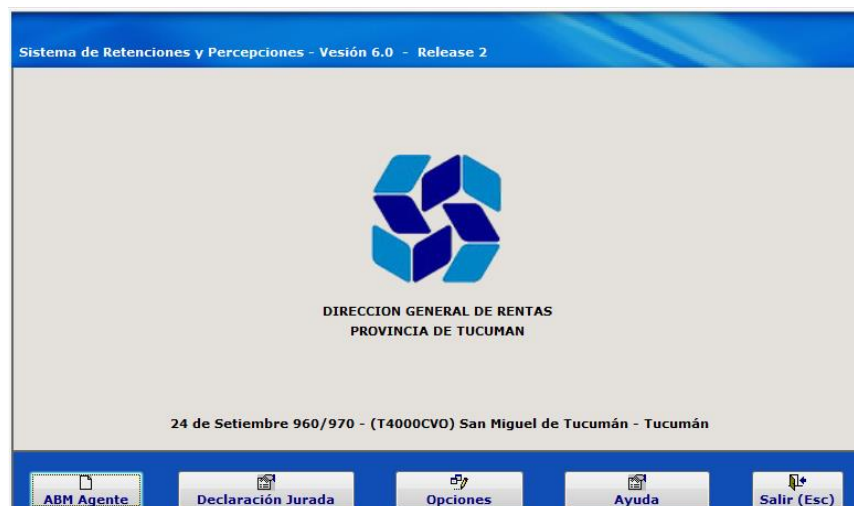 Sistema de Retenciones y Percepciones - Vesión 6.0 - Release 2
DIRECCION GENERAL DE RENTAS
PROVINCIA DE TUCUMAN
24 de Setiembre 960/970 - (T4000CVO) San Miguel de Tucumán - Tucumán
ABM Agente Declaración Jurada Opciones Ayuda Salir (Esc)